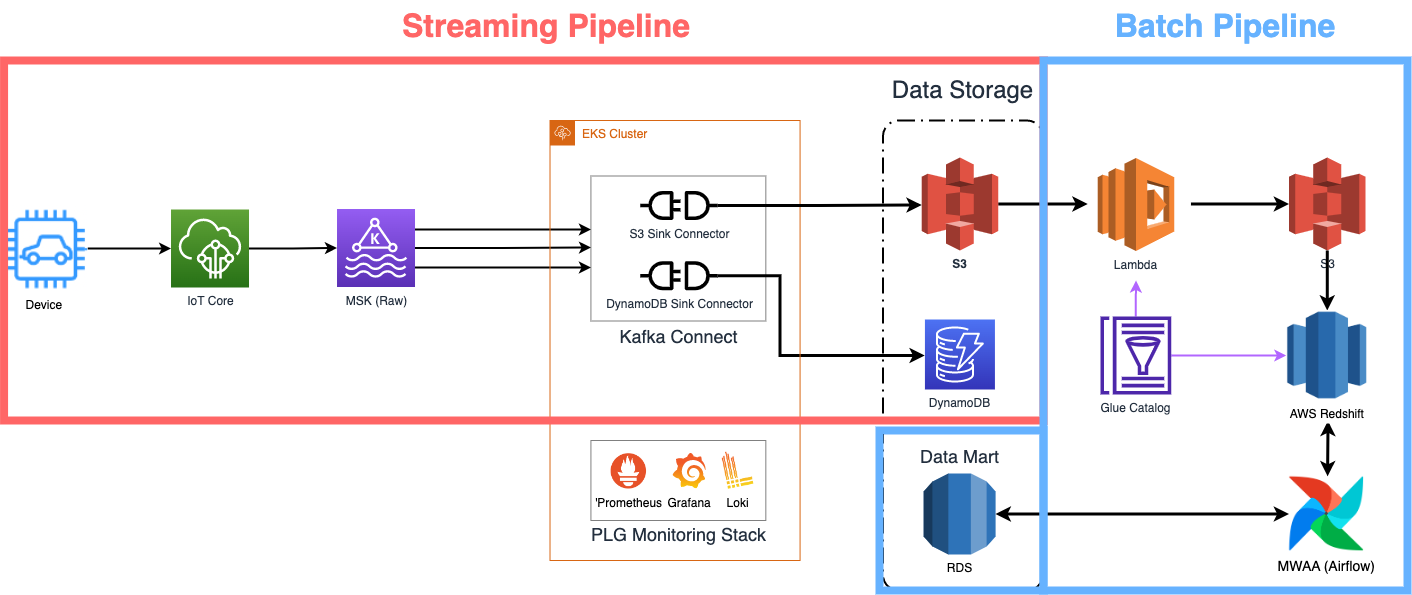 Streaming Pipeline
Batch Pipeline
Data Storage
EKS Cluster
S3 Sink Connector
DynamoDB Sink Connector
Kafka Connect
Device
IoT Core
MSK (Raw)
K
S3
Lambda
S3
DynamoDB
Glue Catalog
AWS Redshift
Data Mart
'Prometheus
Grafana
Loki
PLG Monitoring Stack
RDS
MWAA (Airflow)